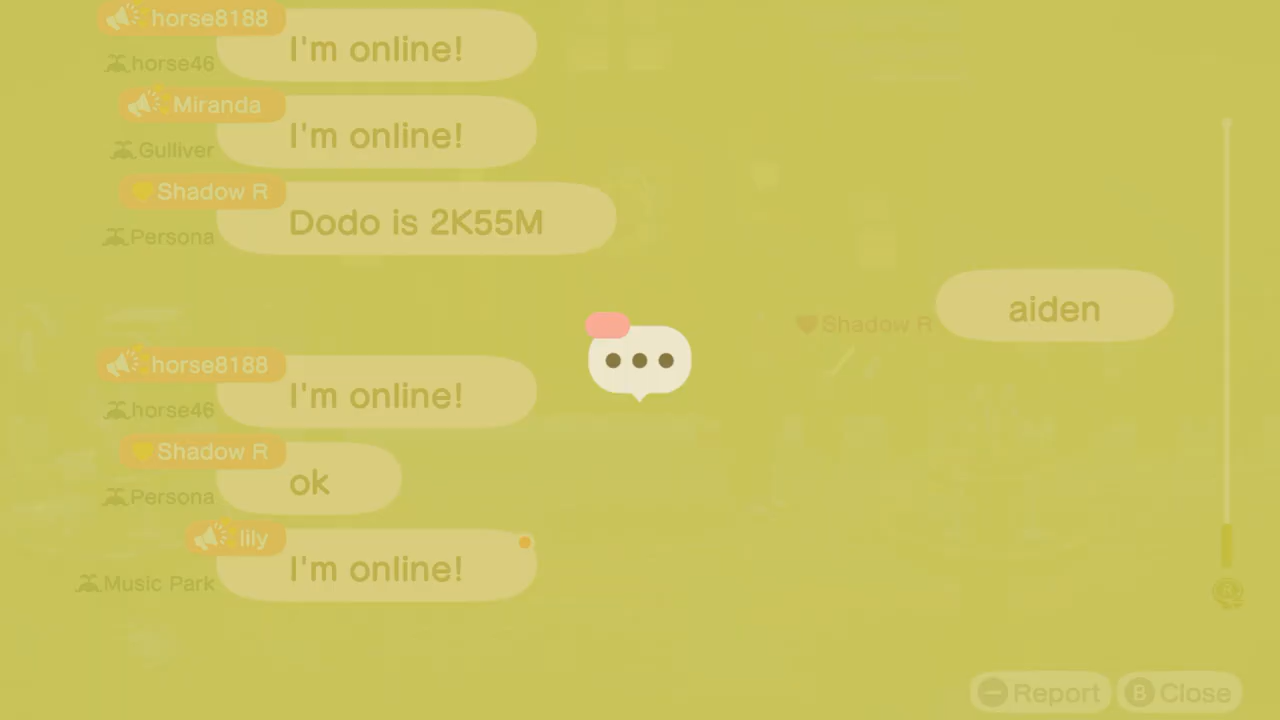 horse8188
I'm online!
horse46
Miranda
I'm online!
Gulliver
Shadow R
Dodo is 2K55M
Persona
aiden
Shadow R
horse8188
I'm online!
horse46
Shadow R
ok
Persona
lily
I'm online!
Music Park
R
Report
B Close